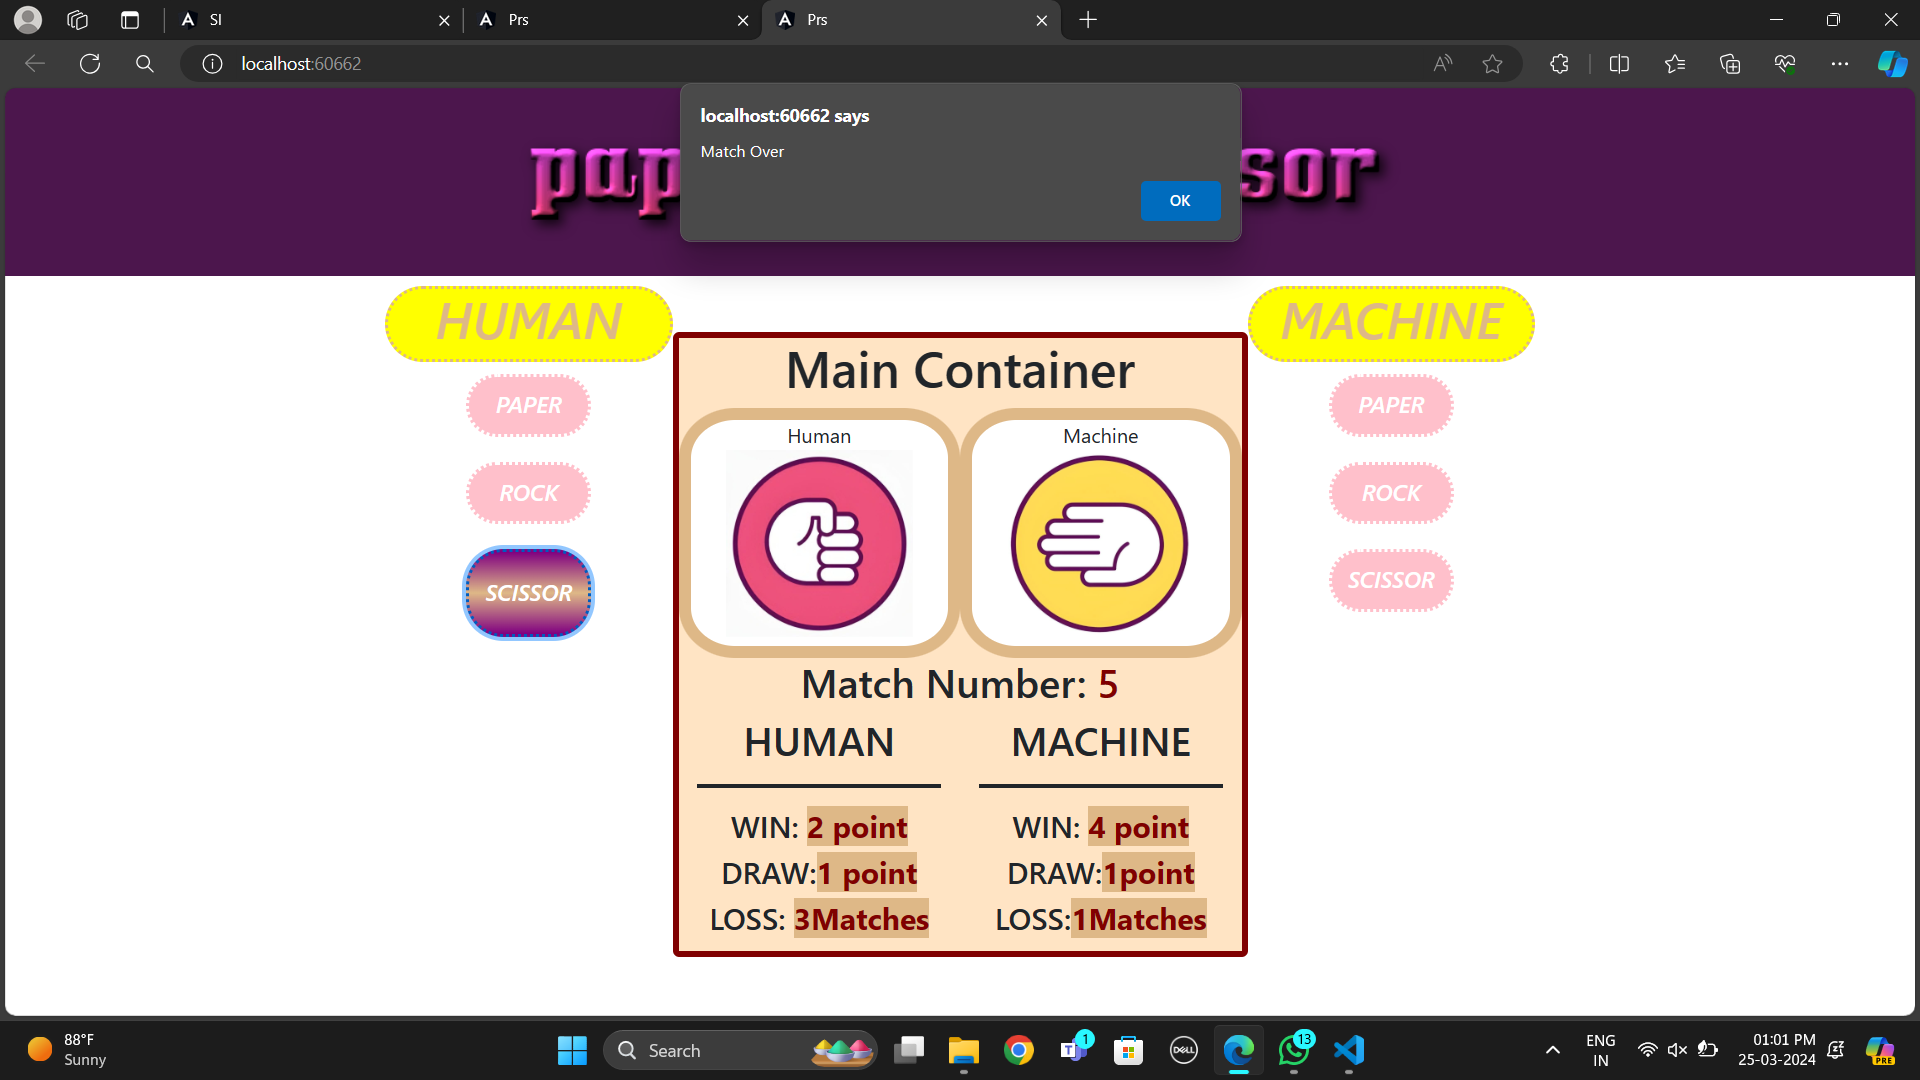 SI
Prs
Prs
localhost:60662
localhost:60662 says
Match Over
OK
pap
sor
HUMAN
MACHINE
PAPER
ROCK
SCISSOR
PAPER
ROCK
SCISSOR
Main Container
Human
Machine
Match Number: 5
HUMAN
MACHINE
WIN: 2 point
WIN: 4 point
DRAW:1 point
DRAW:1point
LOSS: 3Matches
LOSS:1Matches
88°F
Sunny
Search
1
DELL
13
ENG
IN
01:01 PM
25-03-2024
PRE